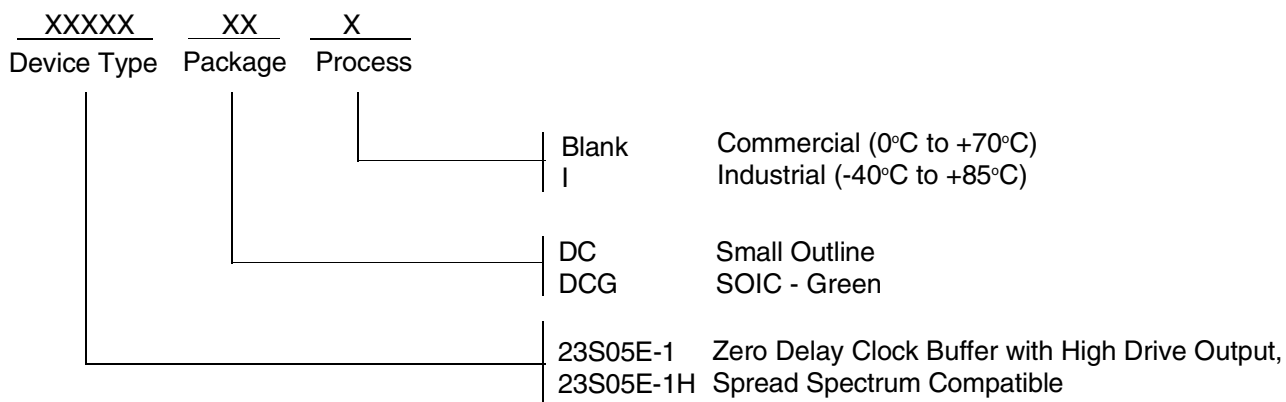 XXXXX XX X
Device Type Package Process
Blank Commercial (0°C to +70°C)
I Industrial (-40°C to +85°C)
DC Small Outline
DCG SOIC - Green
23S05E-1 Zero Delay Clock Buffer with High Drive Output,
23S05E-1H Spread Spectrum Compatible